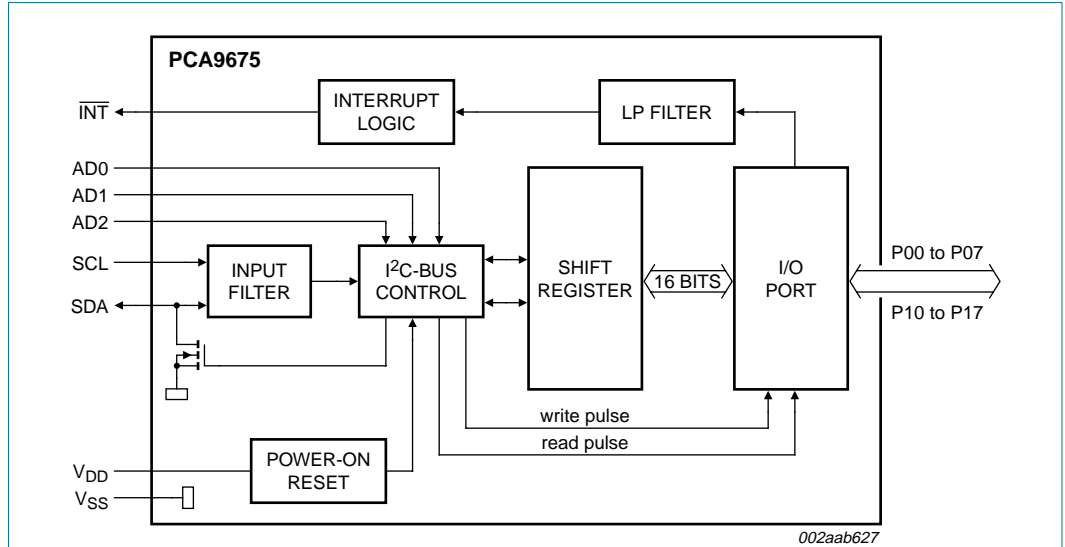 PCA9675
INT
INTERRUPT
LOGIC
LP FILTER
AD0
AD1
AD2
SCL
SDA
INPUT
FILTER
I²C-BUS
CONTROL
SHIFT
REGISTER
16 BITS
I/O
PORT
P00 to P07
P10 to P17
write pulse
read pulse
VDD
VSS
POWER-ON
RESET
002aab627